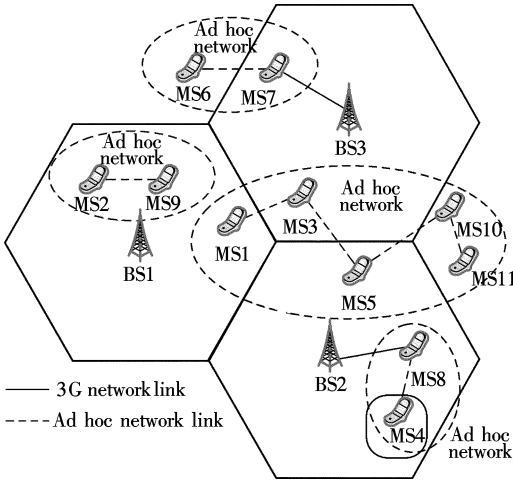 Ad hoc
network
MS6
MS7
BS3
Ad hoc
network
MS2
MS9
BS1
Ad hoc
network
MS1
MS3
MS10
MS11
MS5
BS2
MS8
MS4
Ad hoc
network
3G network link
Ad hoc network link